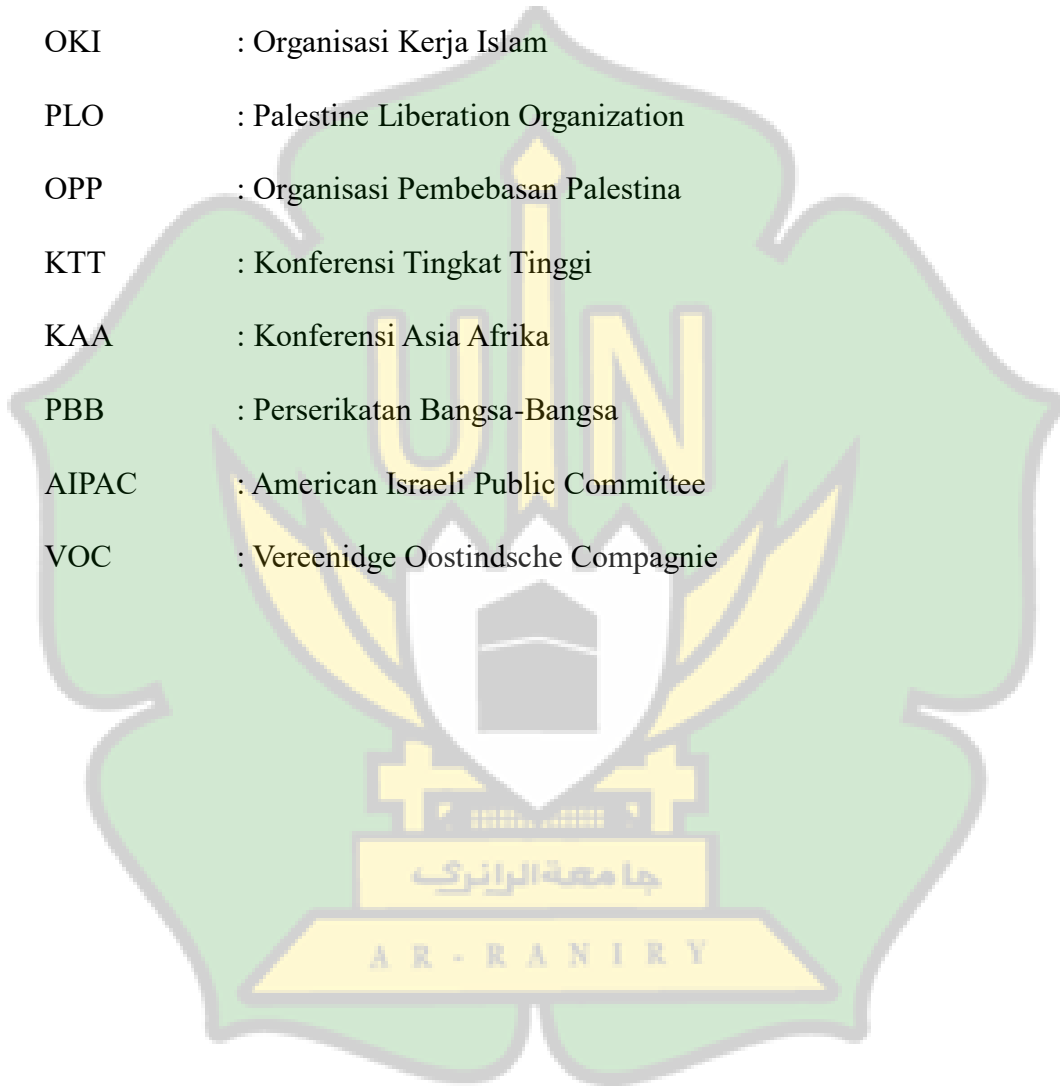 OKI : Organisasi Kerja Islam
PLO : Palestine Liberation Organization
OPP : Organisasi Pembebasan Palestina
KTT : Konferensi Tingkat Tinggi
KAA : Konferensi Asia Afrika
PBB : Perserikatan Bangsa-Bangsa
AIPAC : American Israeli Public Committee
VOC : Vereenidge Oostindsche Compagnie
UIN
جامعة الرانري
AR-RANIRY